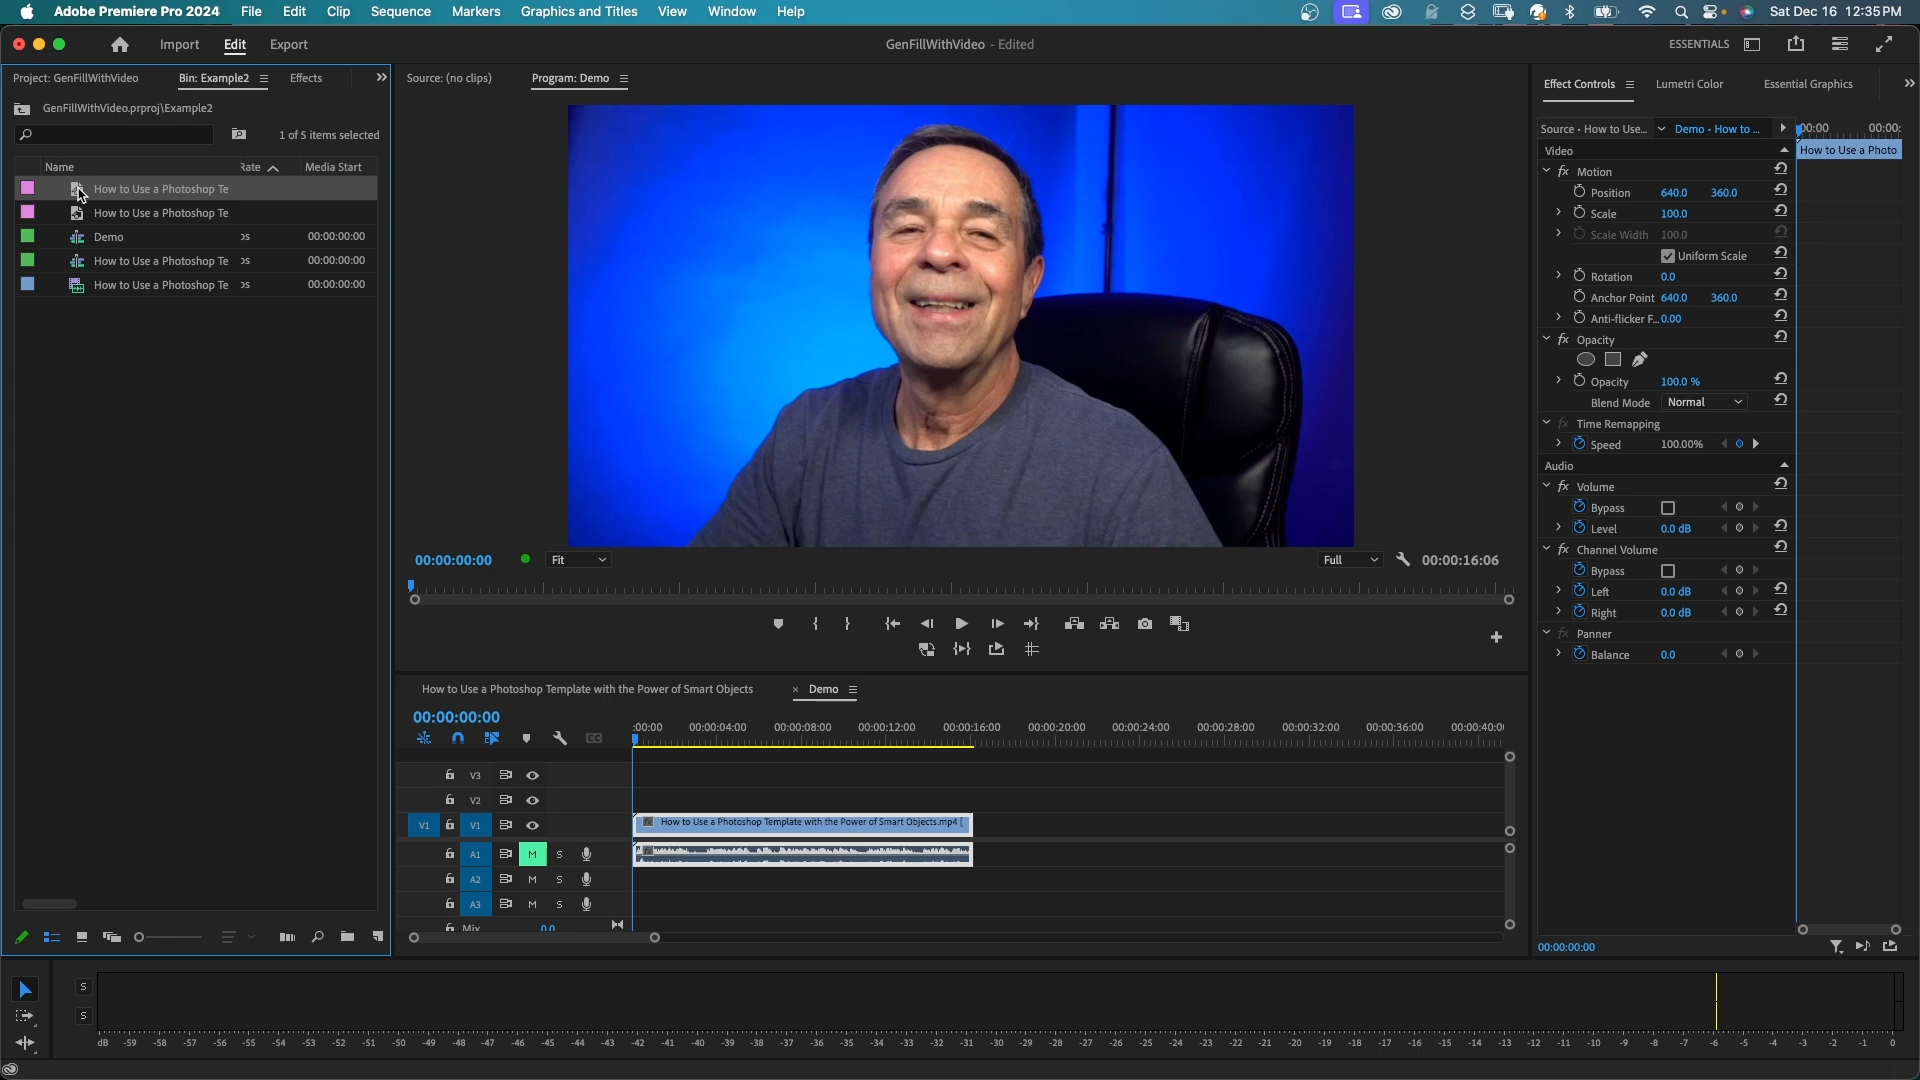 Adobe Premiere Pro 2024 File Edit Clip Sequence Markers Graphics and Titles View Window Help Sat Dec 16 12:35 PM
Import Edit Export GenFillWithVideo - Edited ESSENTIALS
Project: GenFillWithVideo Bin: Example2 Effects Source: (no clips) Program: Demo Effect Controls Lumetri Color Essential Graphics
GenFillWithVideo.prproj\Example2
1 of 5 items selected
Name Rate Media Start
How to Use a Photoshop Te
How to Use a Photoshop Te
Demo 00:00:00:00
How to Use a Photoshop Te 00:00:00:00
How to Use a Photoshop Te 00:00:00:00
Source • How to Use... Demo • How to ... :00:00 00:00:
Video How to Use a Photo
fx Motion
Position 640.0 360.0
Scale 100.0
Scale Width 100.0
Uniform Scale
Rotation 0.0
Anchor Point 640.0 360.0
Anti-flicker F... 0.00
fx Opacity
Opacity 100.0 %
Blend Mode Normal
fx Time Remapping
Speed 100.00%
Audio
fx Volume
Bypass
Level 0.0 dB
fx Channel Volume
Bypass
Left 0.0 dB
Right 0.0 dB
fx Panner
Balance 0.0
00:00:00:00
00:00:00:00 Fit Full 00:00:16:06
How to Use a Photoshop Template with the Power of Smart Objects × Demo
00:00:00:00
:00:00 00:00:04:00 00:00:08:00 00:00:12:00 00:00:16:00 00:00:20:00 00:00:24:00 00:00:28:00 00:00:32:00 00:00:36:00 00:00:40:0
CC
V3
V2
V1 V1 fx How to Use a Photoshop Template with the Power of Smart Objects.mp4 [
A1 M S fx
A2 M S
A3 M S
Mix 0.0
S
S
dB -59 -58 -57 -56 -55 -54 -53 -52 -51 -50 -49 -48 -47 -46 -45 -44 -43 -42 -41 -40 -39 -38 -37 -36 -35 -34 -33 -32 -31 -30 -29 -28 -27 -26 -25 -24 -23 -22 -21 -20 -19 -18 -17 -16 -15 -14 -13 -12 -11 -10 -9 -8 -7 -6 -5 -4 -3 -2 -1 0